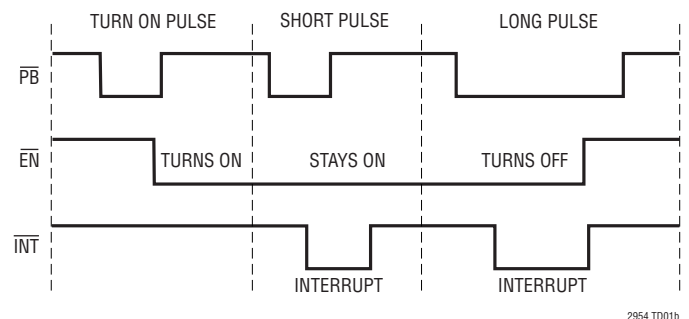 TURN ON PULSE SHORT PULSE LONG PULSE
PB
EN TURNS ON STAYS ON TURNS OFF
INT
INTERRUPT INTERRUPT
2954 TD01b